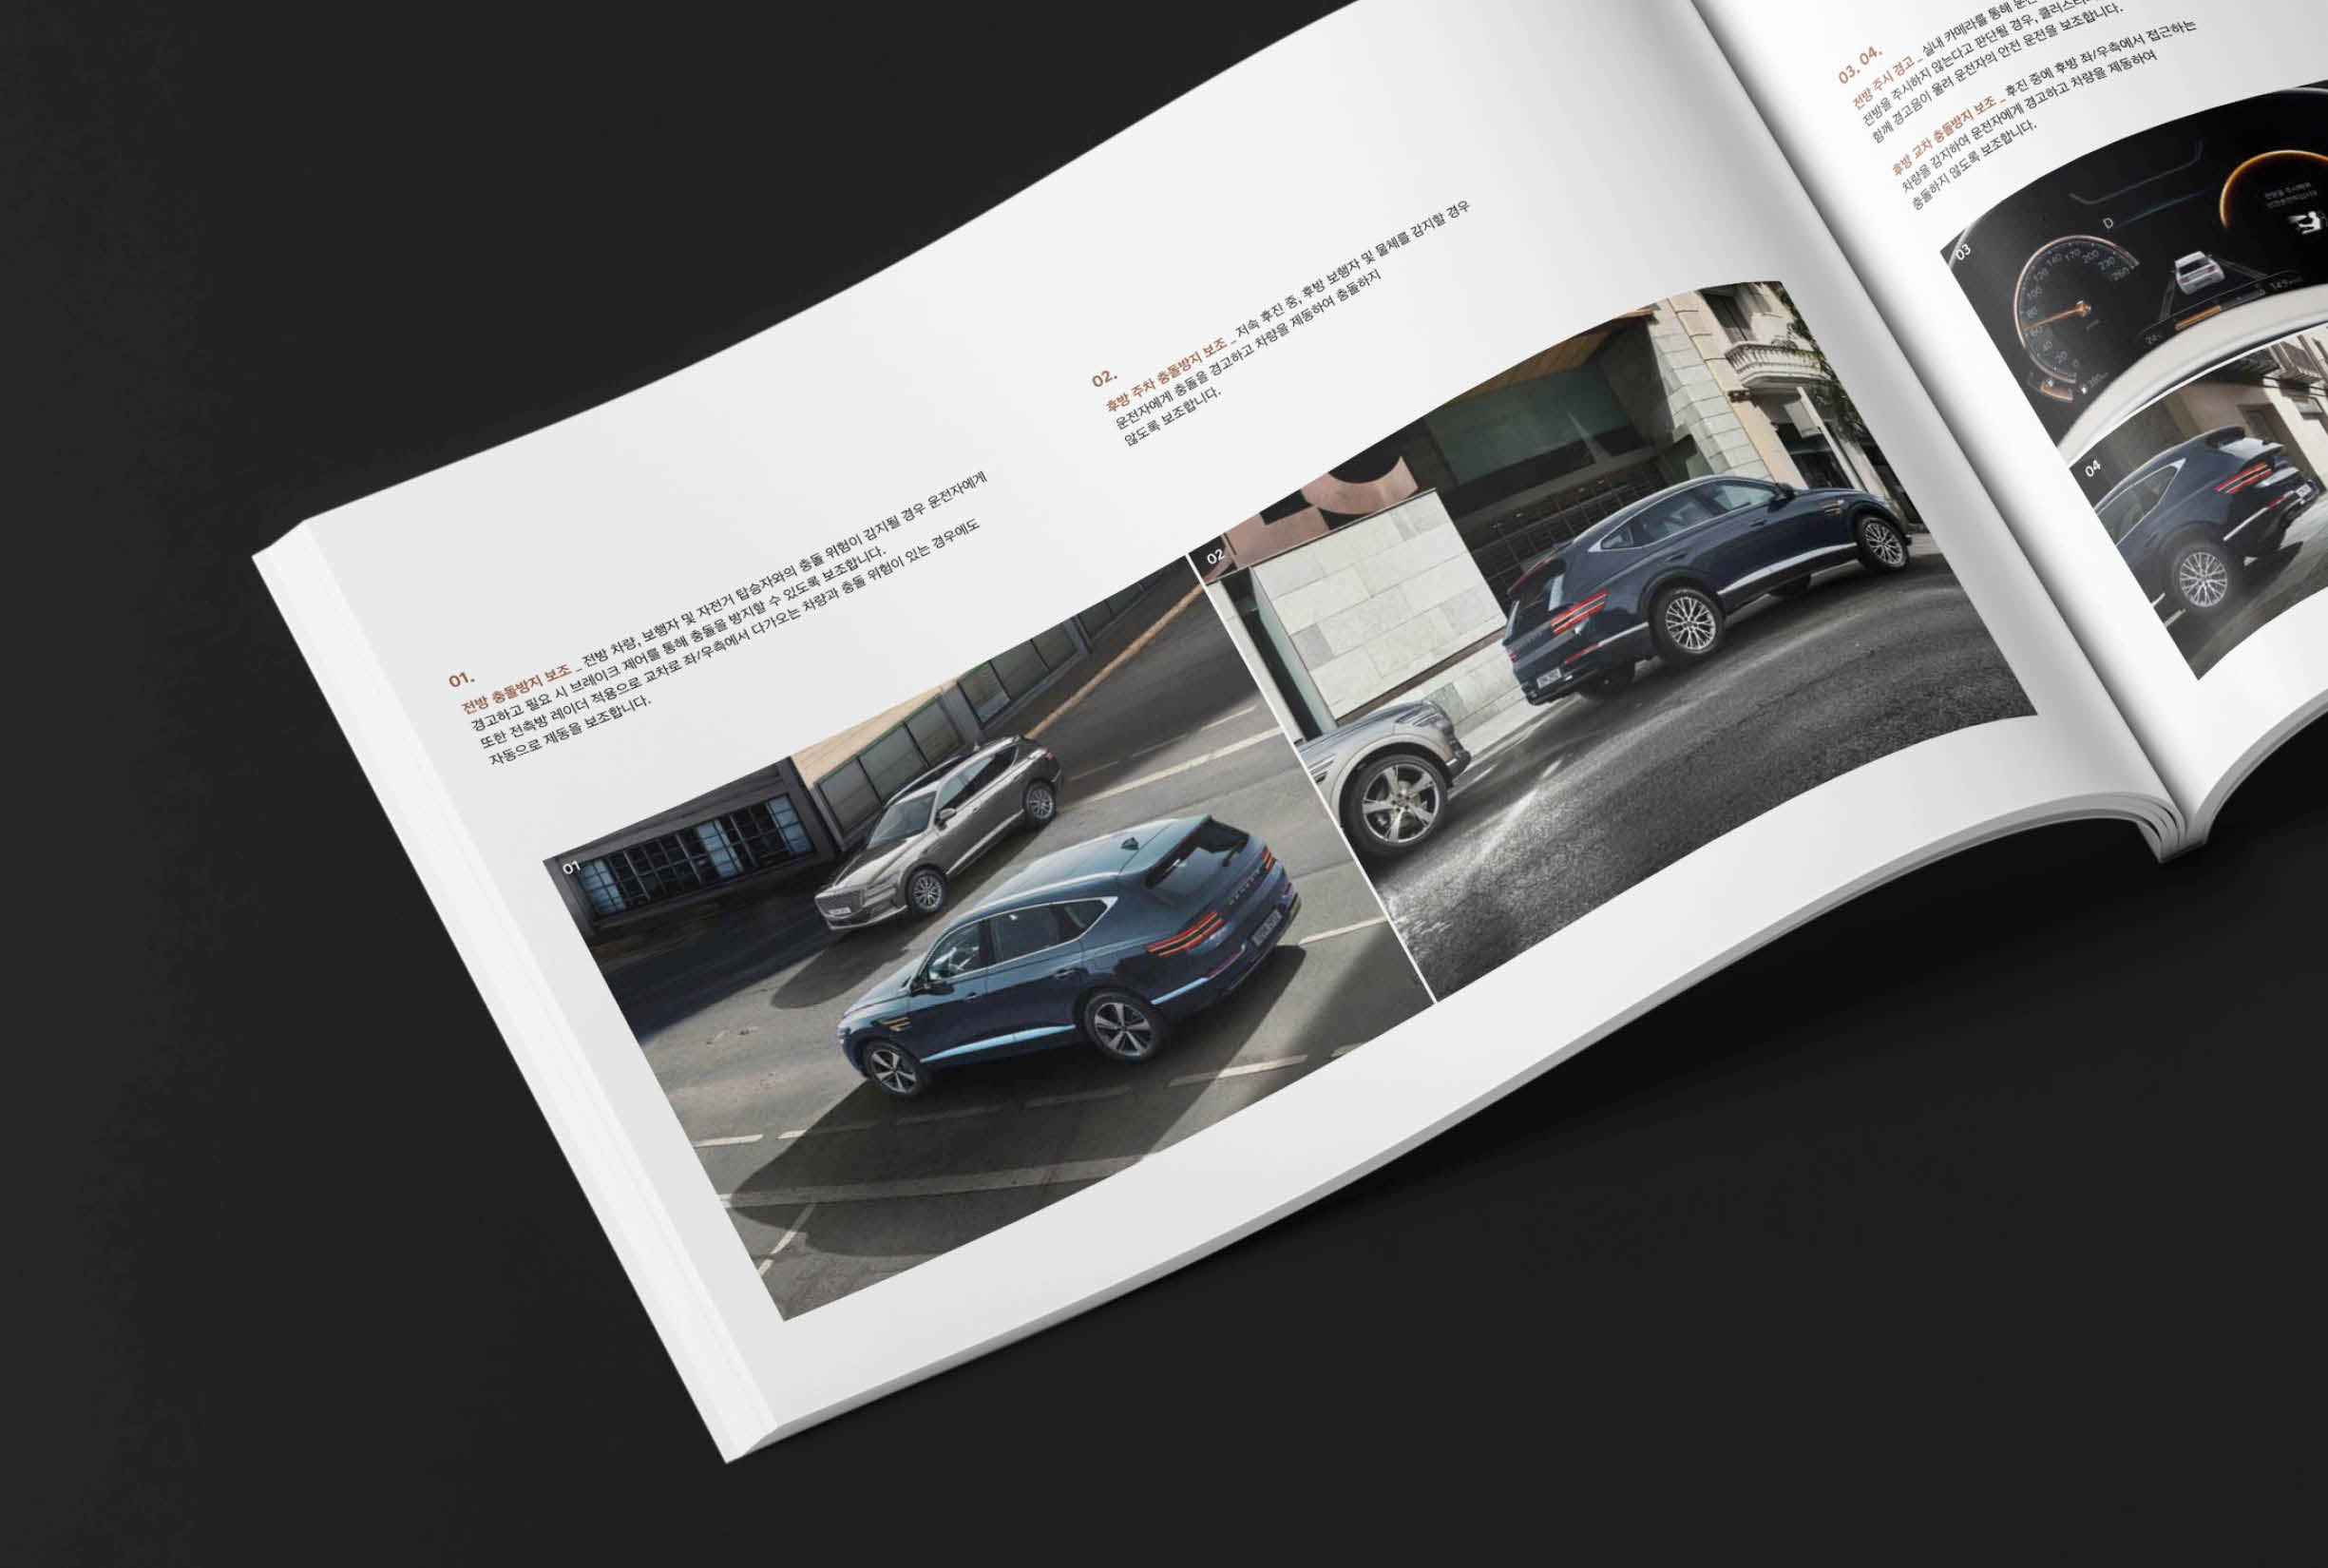 01.
전방 충돌방지 보조 _ 전방 차량, 보행자 및 자전거 탑승자와의 충돌 위험이 감지될 경우 운전자에게
경고하고 필요 시 브레이크 제어를 통해 충돌을 방지할 수 있도록 보조합니다.
또한 전측방 레이더 적용으로 교차로 좌/우측에서 다가오는 차량과 충돌 위험이 있는 경우에도
자동으로 제동을 보조합니다.
02.
후방 주차 충돌방지 보조 _ 저속 후진 중, 후방 보행자 및 물체를 감지할 경우
운전자에게 충돌을 경고하고 차량을 제동하여 충돌하지
않도록 보조합니다.
01
02
03. 04.
전방 주시 경고 _ 실내 카메라를 통해
전방을 주시하지 않는다고 판단될 경우,
함께 경고음이 울려 운전자의 안전 운전을 보조합니다.
후방 교차 충돌방지 보조 _ 후진 중에 후방 좌/우측에서 접근하는
차량을 감지하여 운전자에게 경고하고 차량을 제동하여
충돌하지 않도록 보조합니다.
03
D
04